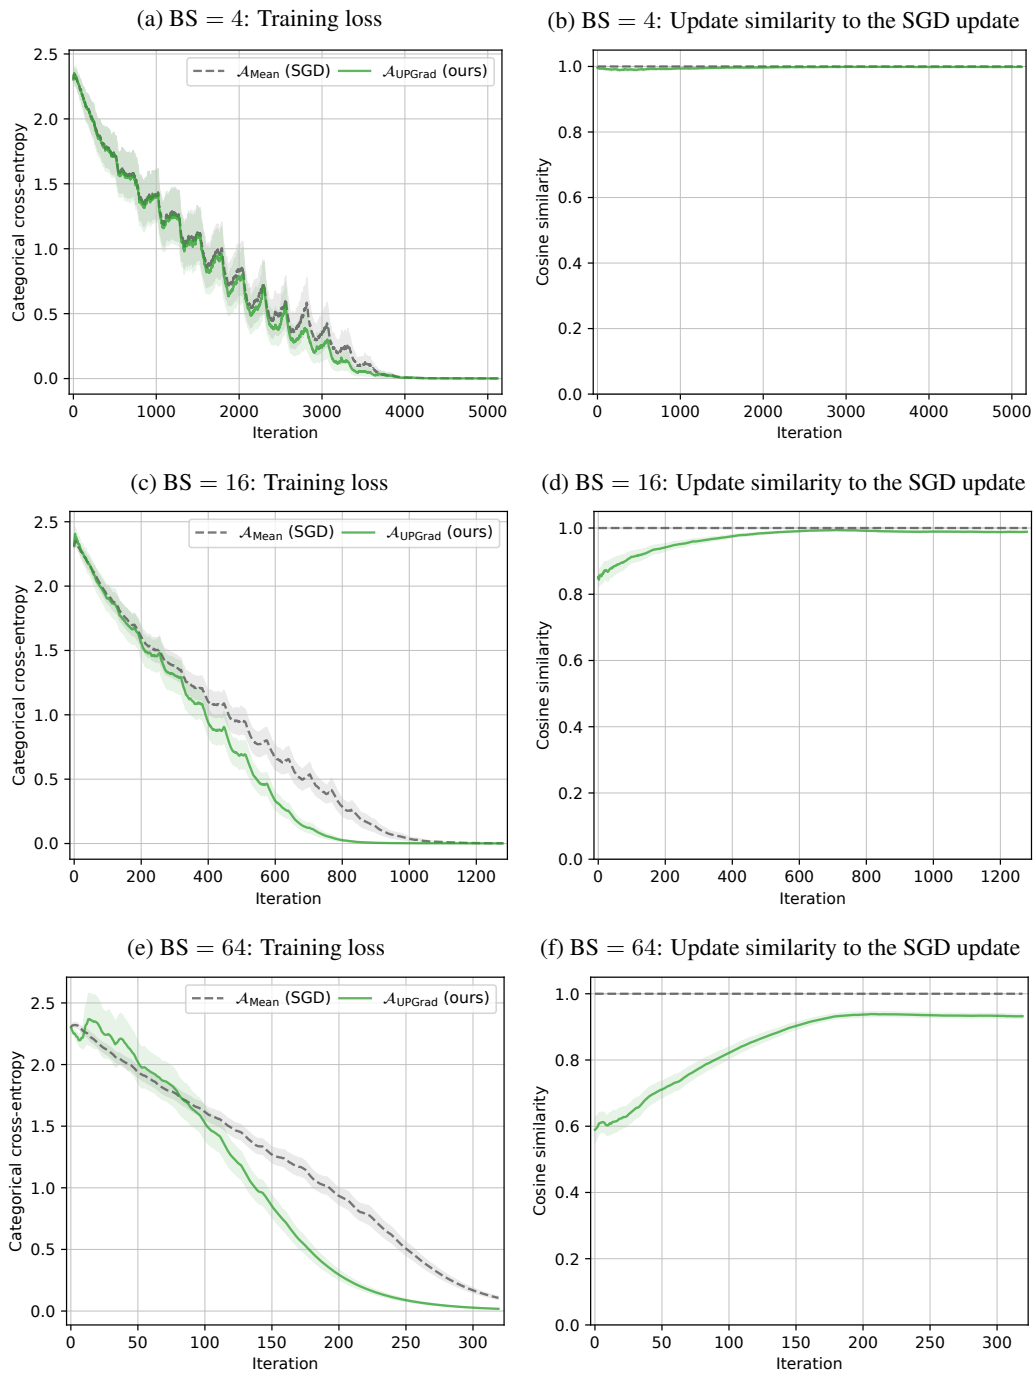 (a) BS = 4: Training loss
2.5
2.0
1.5
1.0
0.5
0.0
Categorical cross-entropy
𝒜Mean (SGD)
𝒜UPGrad (ours)
0 1000 2000 3000 4000 5000
Iteration
(b) BS = 4: Update similarity to the SGD update
1.0
0.8
0.6
0.4
0.2
0.0
Cosine similarity
0 1000 2000 3000 4000 5000
Iteration
(c) BS = 16: Training loss
2.5
2.0
1.5
1.0
0.5
0.0
Categorical cross-entropy
𝒜Mean (SGD)
𝒜UPGrad (ours)
0 200 400 600 800 1000 1200
Iteration
(d) BS = 16: Update similarity to the SGD update
1.0
0.8
0.6
0.4
0.2
0.0
Cosine similarity
0 200 400 600 800 1000 1200
Iteration
(e) BS = 64: Training loss
2.5
2.0
1.5
1.0
0.5
0.0
Categorical cross-entropy
𝒜Mean (SGD)
𝒜UPGrad (ours)
0 50 100 150 200 250 300
Iteration
(f) BS = 64: Update similarity to the SGD update
1.0
0.8
0.6
0.4
0.2
0.0
Cosine similarity
0 50 100 150 200 250 300
Iteration